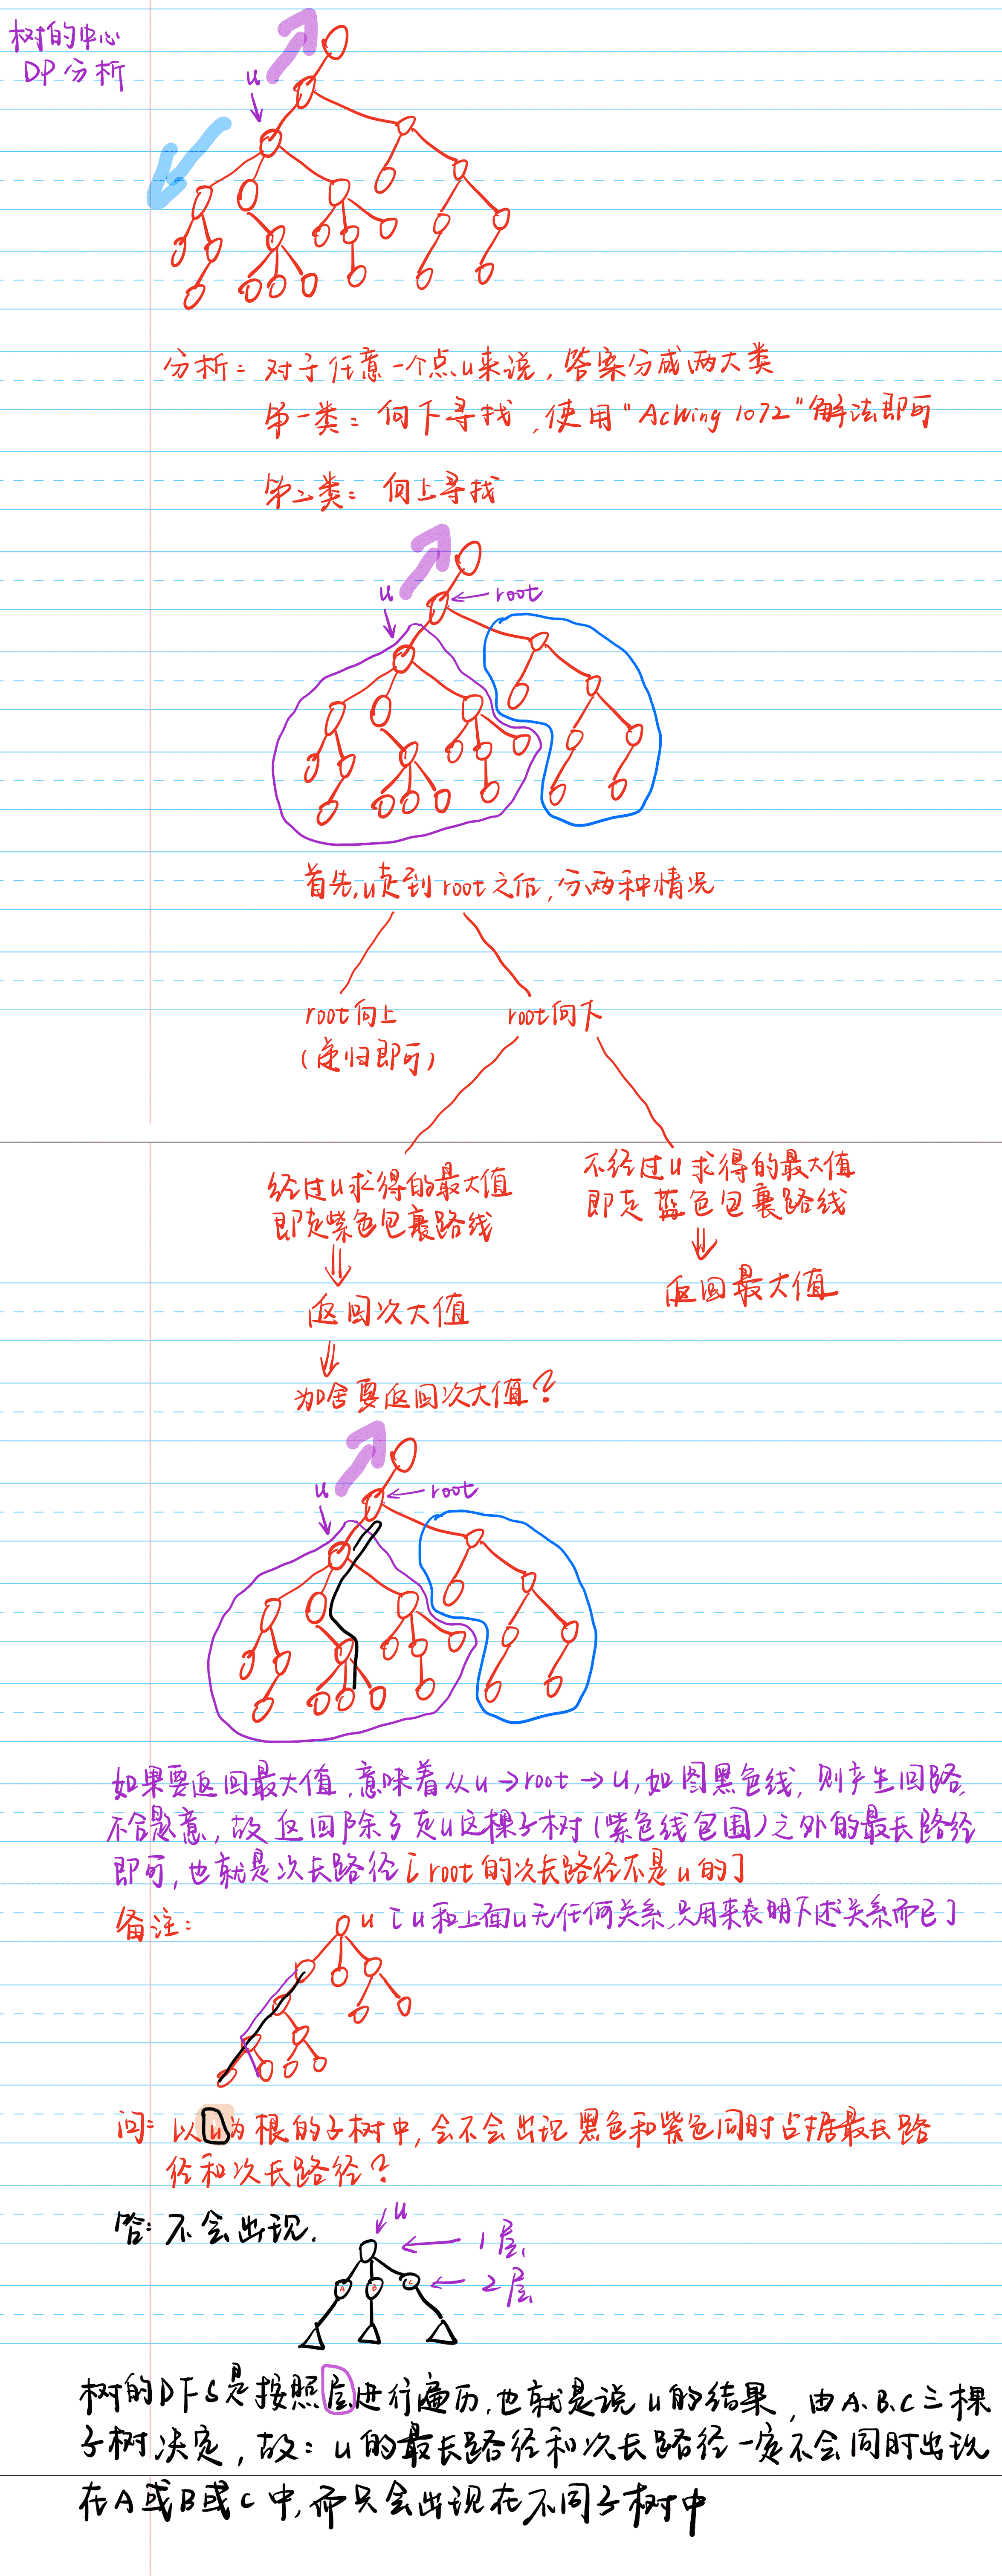 树的中心
DP分析
u
分析：对于任意一个点u来说，答案分成两大类
第一类：向下寻找，使用"AcWing 1072"解法即可
第二类：向上寻找
u
root
首先，u走到root之后，分两种情况
root向上
（递归即可）
root向下
经过u求得的最大值
即走紫色包裹路线
返回次大值
为啥要返回次大值？
不经过u求得的最大值
即走蓝色包裹路线
返回最大值
u
root
如果要返回最大值，意味着从u→root→u，如图黑色线，则产生回路，
不合题意，故返回除了走u这棵子树（紫色线包围）之外的最长路径
即可，也就是次长路径[root的次长路径不是u的]
备注：
u [u和上面u无任何关系，只用来表明下述关系而已]
问：以u为根的子树中，会不会出现黑色和紫色同时占据最长路
径和次长路径？
答：不会出现．
u
1层
A B C
2层
树的DFS是按照层进行遍历，也就是说u的结果，由A.B.C三棵
子树决定，故：u的最长路径和次长路径一定不会同时出现
在A或B或C中，而只会出现在不同子树中